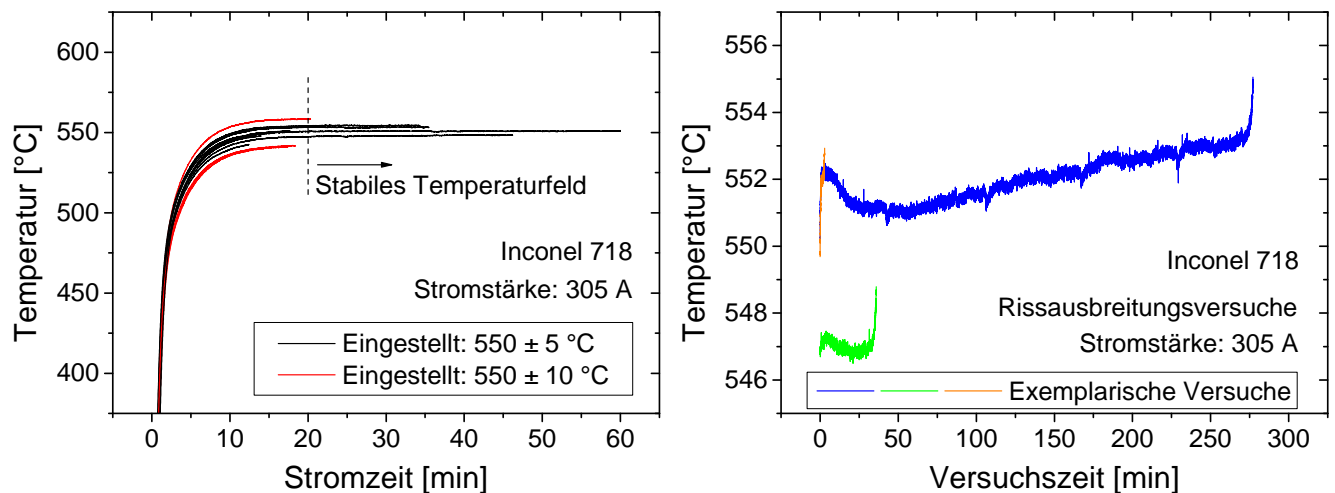 600
550
500
450
400
Temperatur [°C]
Stabiles Temperaturfeld
Inconel 718
Stromstärke: 305 A
Eingestellt: 550 ± 5 °C
Eingestellt: 550 ± 10 °C
0 10 20 30 40 50 60
Stromzeit [min]
556
554
552
550
548
546
Temperatur [°C]
Inconel 718
Rissausbreitungsversuche
Stromstärke: 305 A
Exemplarische Versuche
0 50 100 150 200 250 300
Versuchszeit [min]